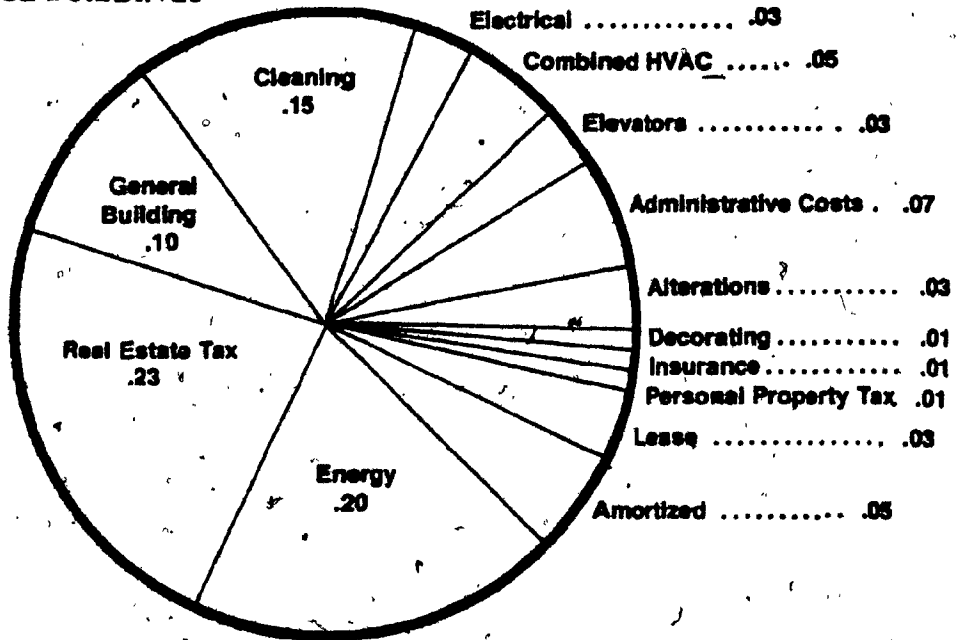 Electrical ............. .03
Combined HVAC ...... .05
Elevators ............ .03
Administrative Costs . .07
Alterations ........... .03
Decorating ........... .01
Insurance ............ .01
Personal Property Tax .01
Lease ............... .03
Amortized ........... .05
Cleaning
.15
General
Building
.10
Real Estate Tax
.23
Energy
.20